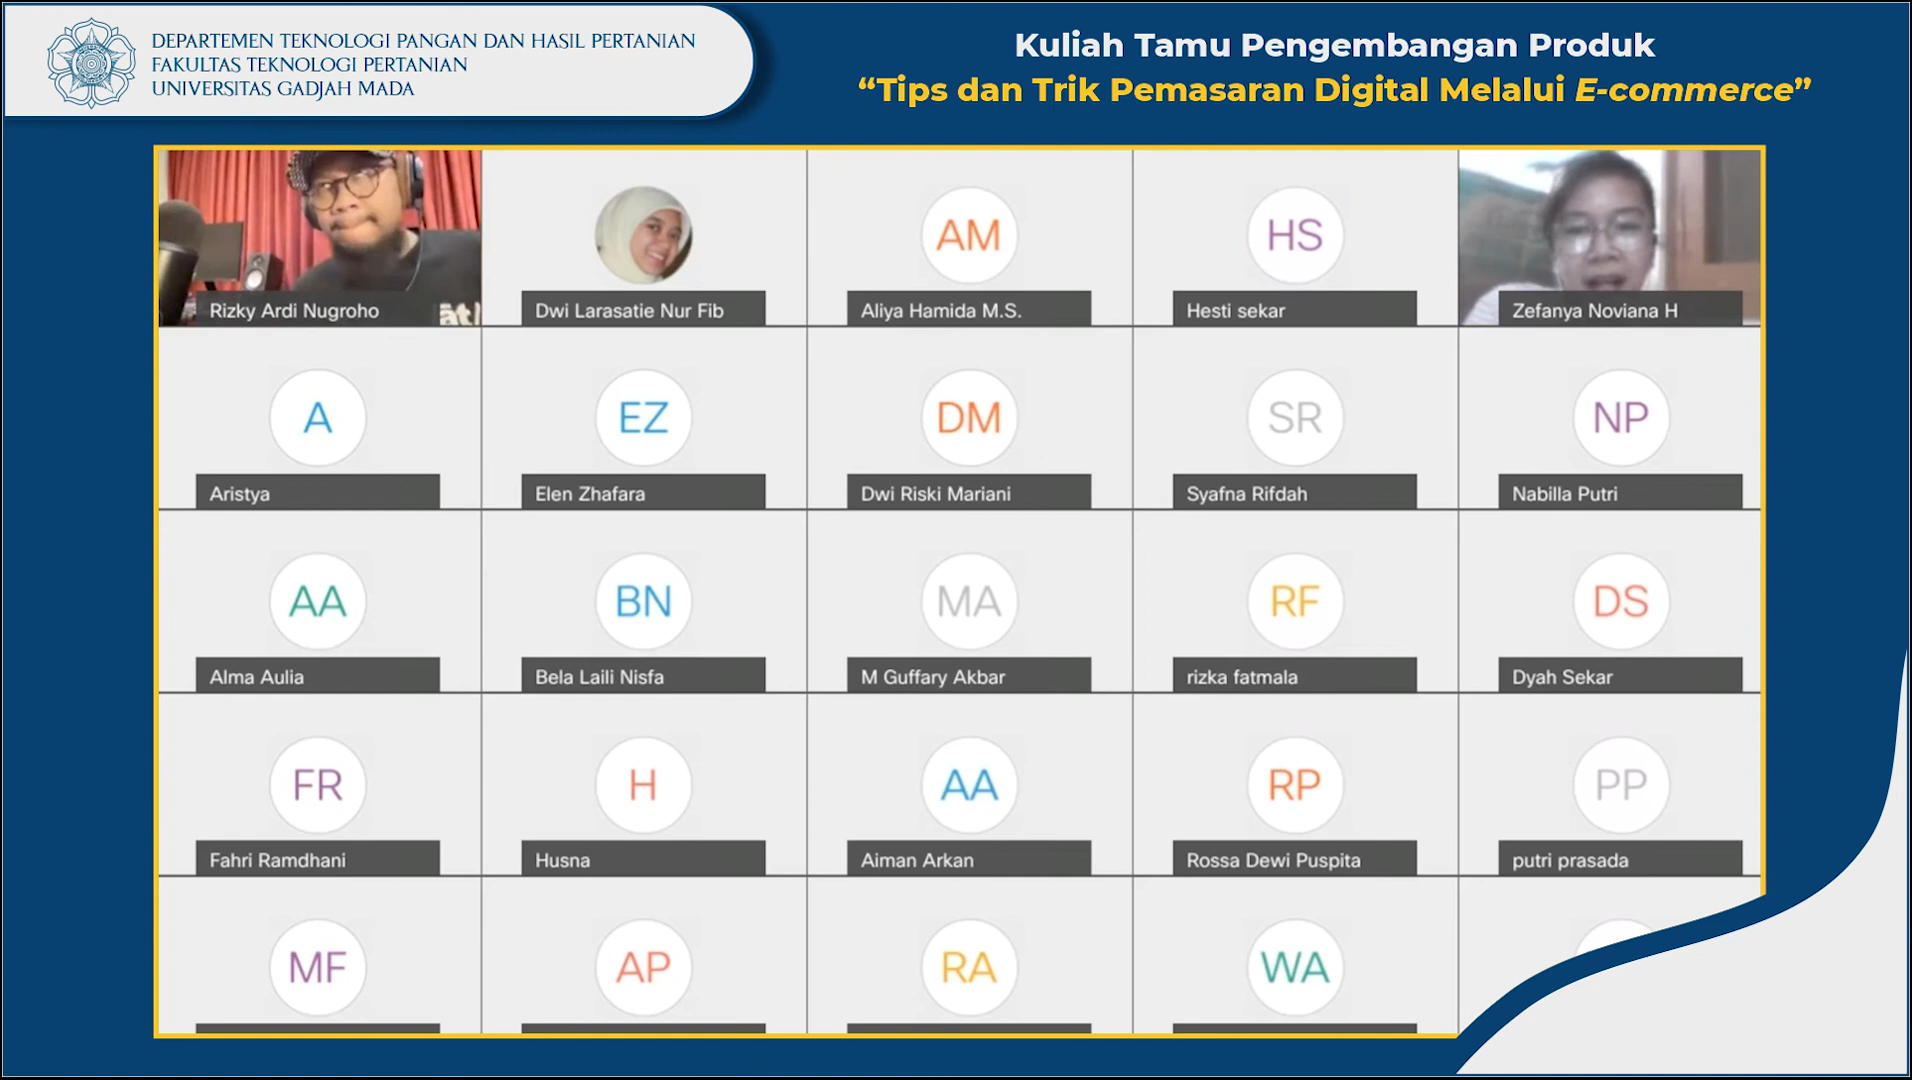 DEPARTEMEN TEKNOLOGI PANGAN DAN HASIL PERTANIAN
FAKULTAS TEKNOLOGI PERTANIAN
UNIVERSITAS GADJAH MADA
Kuliah Tamu Pengembangan Produk
“Tips dan Trik Pemasaran Digital Melalui E-commerce”
Rizky Ardi Nugroho
Dwi Larasatie Nur Fib
AM
Aliya Hamida M.S.
HS
Hesti sekar
Zefanya Noviana H
A
Aristya
EZ
Elen Zhafara
DM
Dwi Riski Mariani
SR
Syafna Rifdah
NP
Nabilla Putri
AA
Alma Aulia
BN
Bela Laili Nisfa
MA
M Guffary Akbar
RF
rizka fatmala
DS
Dyah Sekar
FR
Fahri Ramdhani
H
Husna
AA
Aiman Arkan
RP
Rossa Dewi Puspita
PP
putri prasada
MF
AP
RA
WA